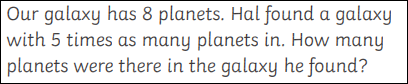 Our galaxy has 8 planets. Hal found a galaxy
with 5 times as many planets in. How many
planets were there in the galaxy he found?